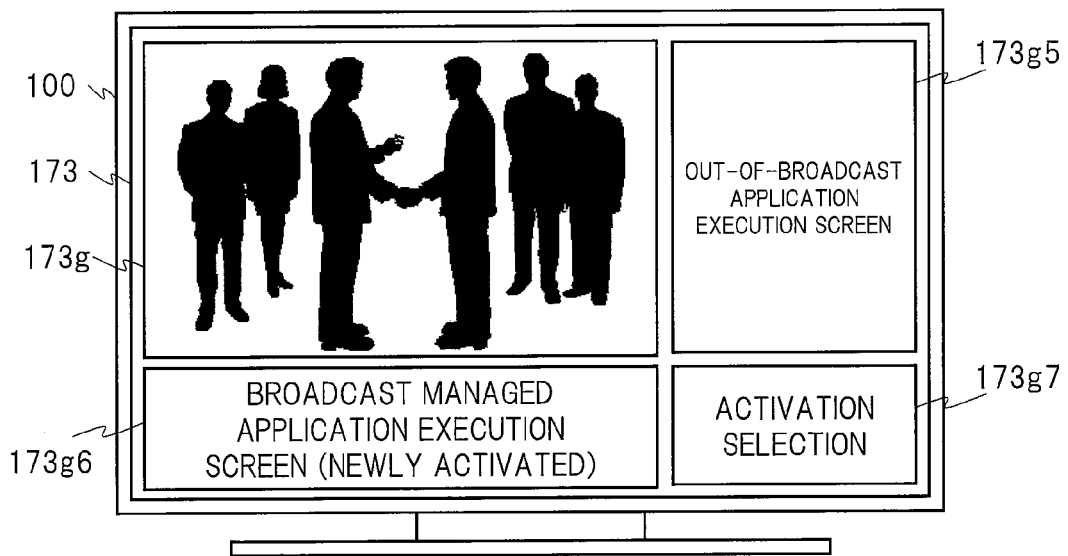 100
173
173g
173g6
173g5
173g7
OUT-OF-BROADCAST
APPLICATION
EXECUTION SCREEN
BROADCAST MANAGED
APPLICATION EXECUTION
SCREEN (NEWLY ACTIVATED)
ACTIVATION
SELECTION